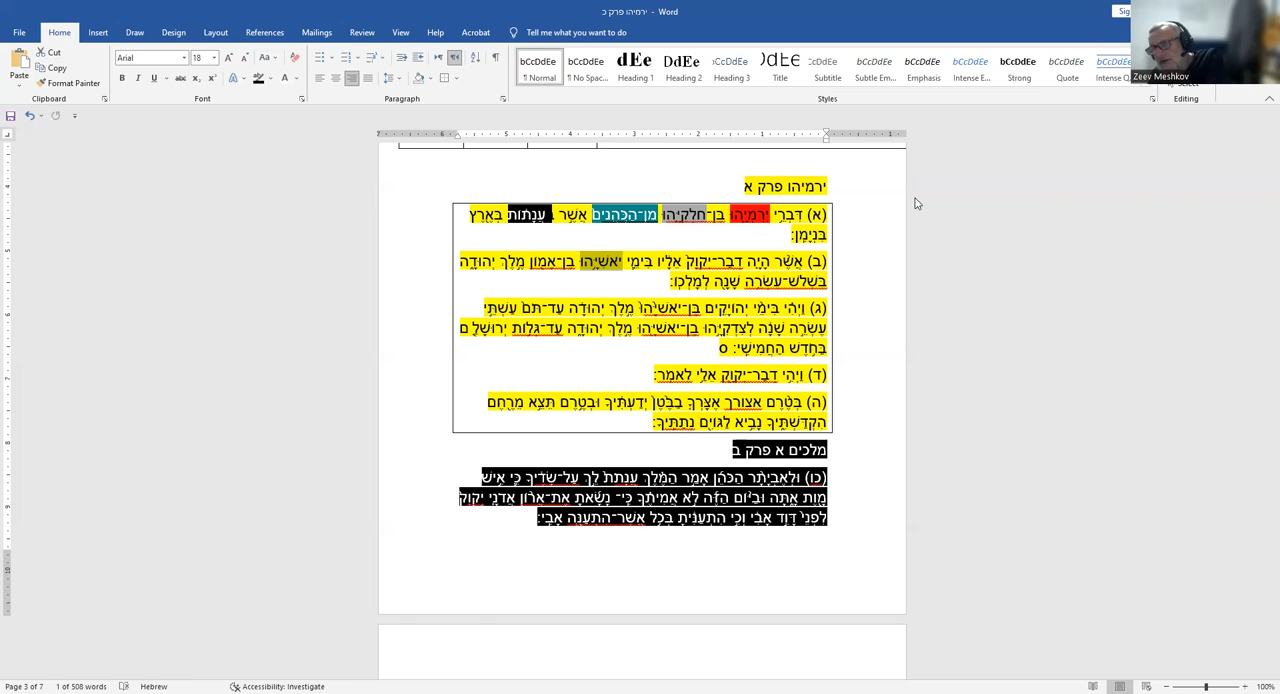 ירמיהו פרק כ - Word
Sig
File Home Insert Draw Design Layout References Mailings Review View Help Acrobat Tell me what you want to do
Cut
Copy
Format Painter
Paste
Arial 18
AaBbCcDdEe
¶ Normal ¶ No Spac... Heading 1 Heading 2 Heading 3 Title Subtitle Subtle Em... Emphasis Intense E... Strong Quote Intense Q...
Clipboard Font Paragraph Styles Editing
Zeev Meshkov
ירמיהו פרק א
(א) דִּבְרֵי יִרְמְיָהוּ בֶּן־חִלְקִיָּהוּ מִן־הַכֹּהֲנִים אֲשֶׁר בַּעֲנָתוֹת בְּאֶרֶץ
בִּנְיָמִן:
(ב) אֲשֶׁר הָיָה דְבַר־יְקֹוָק אֵלָיו בִּימֵי יֹאשִׁיָּהוּ בֶן־אָמוֹן מֶלֶךְ יְהוּדָה
בִּשְׁלֹשׁ־עֶשְׂרֵה שָׁנָה לְמָלְכוֹ:
(ג) וַיְהִי בִּימֵי יְהוֹיָקִים בֶּן־יֹאשִׁיָּהוּ מֶלֶךְ יְהוּדָה עַד־תֹּם עַשְׁתֵּי
עֶשְׂרֵה שָׁנָה לְצִדְקִיָּהוּ בֶן־יֹאשִׁיָּהוּ מֶלֶךְ יְהוּדָה עַד־גְּלוֹת יְרוּשָׁלִַם
בַּחֹדֶשׁ הַחֲמִישִׁי: ס
(ד) וַיְהִי דְבַר־יְקֹוָק אֵלַי לֵאמֹר:
(ה) בְּטֶרֶם אצורך אֶצָּרְךָ בַבֶּטֶן יְדַעְתִּיךָ וּבְטֶרֶם תֵּצֵא מֵרֶחֶם
הִקְדַּשְׁתִּיךָ נָבִיא לַגּוֹיִם נְתַתִּיךָ:
מלכים א פרק ב
(כו) וּלְאֶבְיָתָר הַכֹּהֵן אָמַר הַמֶּלֶךְ עֲנָתֹת לֵךְ עַל־שָׂדֶיךָ כִּי אִישׁ
מָוֶת אָתָּה וּבַיּוֹם הַזֶּה לֹא אֲמִיתֶךָ כִּי־ נָשָׂאתָ אֶת־אֲרוֹן אֲדֹנָי יְקֹוִק
לִפְנֵי דָּוִד אָבִי וְכִי הִתְעַנִּיתָ בְּכֹל אֲשֶׁר־הִתְעַנָּה אָבִי:
Page 3 of 7 1 of 508 words Hebrew Accessibility: Investigate 100%